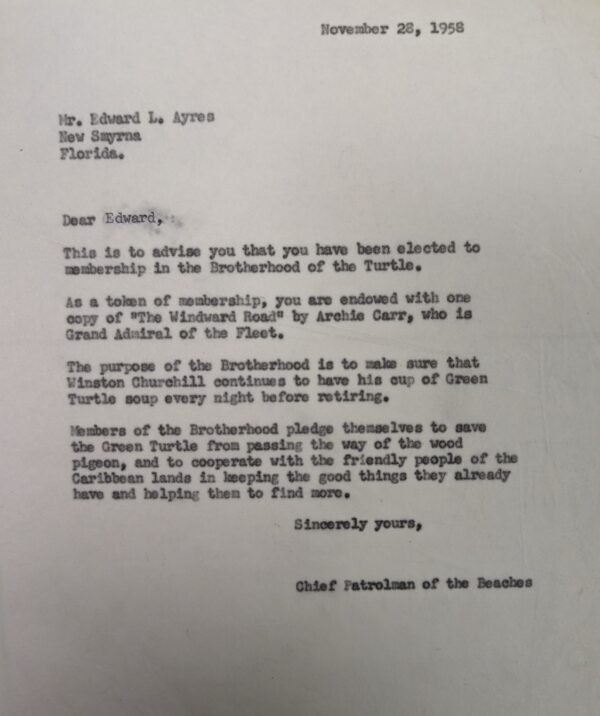 November 28, 1958
Mr. Edward L. Ayres
New Smyrna
Florida.
Dear Edward,
This is to advise you that you have been elected to
membership in the Brotherhood of the Turtle.
As a token of membership, you are endowed with one
copy of "The Windward Road" by Archie Carr, who is
Grand Admiral of the Fleet.
The purpose of the Brotherhood is to make sure that
Winston Churchill continues to have his cup of Green
Turtle soup every night before retiring.
Members of the Brotherhood pledge themselves to save
the Green Turtle from passing the way of the wood
pigeon, and to cooperate with the friendly people of the
Caribbean lands in keeping the good things they already
have and helping them to find more.
Sincerely yours,
Chief Patrolman of the Beaches